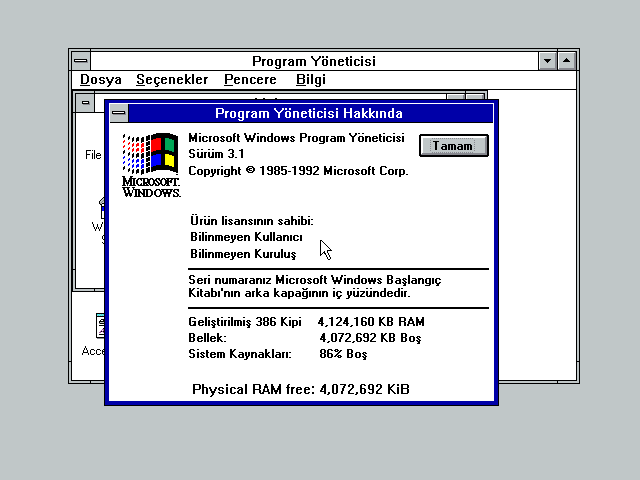 Program Yöneticisi
Dosya Seçenekler Pencere Bilgi
Program Yöneticisi Hakkında
File
Microsoft Windows Program Yöneticisi
Sürüm 3.1
Copyright © 1985-1992 Microsoft Corp.
Tamam
MICROSOFT.
WINDOWS.
Ürün lisansının sahibi:
Bilinmeyen Kullanıcı
Bilinmeyen Kuruluş
Seri numaranız Microsoft Windows Başlangıç
Kitabı'nın arka kapağının iç yüzündedir.
Geliştirilmiş 386 Kipi 4,124,160 KB RAM
Bellek: 4,072,692 KB Boş
Sistem Kaynakları: 86% Boş
Physical RAM free: 4,072,692 KiB